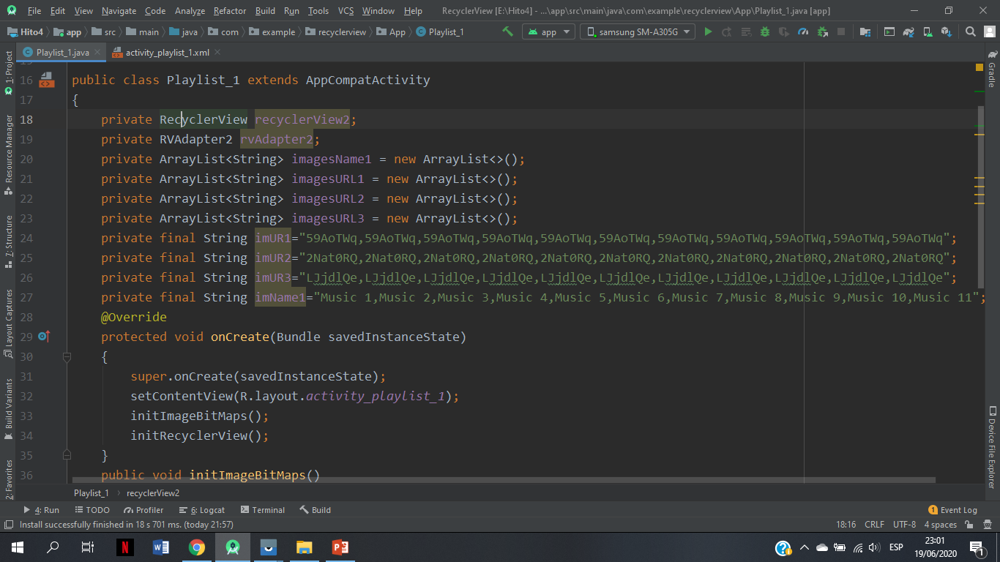 File Edit View Navigate Code Analyze Refactor Build Run Tools VCS Window Help RecyclerView [E:\Hito4] - ...\app\src\main\java\com\example\recyclerview\App\Playlist_1.java [app]
Hito4 app src main java com example recyclerview App Playlist_1 app samsung SM-A305G
Playlist_1.java activity_playlist_1.xml
1: Project
Resource Manager
7: Structure
Layout Captures
Build Variants
2: Favorites
16 public class Playlist_1 extends AppCompatActivity
17 {
18 private RecyclerView recyclerView2;
19 private RVAdapter2 rvAdapter2;
20 private ArrayList<String> imagesName1 = new ArrayList<>();
21 private ArrayList<String> imagesURL1 = new ArrayList<>();
22 private ArrayList<String> imagesURL2 = new ArrayList<>();
23 private ArrayList<String> imagesURL3 = new ArrayList<>();
24 private final String imUR1="59AoTWq,59AoTWq,59AoTWq,59AoTWq,59AoTWq,59AoTWq,59AoTWq,59AoTWq,59AoTWq,59AoTWq,59AoTWq";
25 private final String imUR2="2Nat0RQ,2Nat0RQ,2Nat0RQ,2Nat0RQ,2Nat0RQ,2Nat0RQ,2Nat0RQ,2Nat0RQ,2Nat0RQ,2Nat0RQ,2Nat0RQ";
26 private final String imUR3="LJjdlQe,LJjdlQe,LJjdlQe,LJjdlQe,LJjdlQe,LJjdlQe,LJjdlQe,LJjdlQe,LJjdlQe,LJjdlQe,LJjdlQe";
27 private final String imName1="Music 1,Music 2,Music 3,Music 4,Music 5,Music 6,Music 7,Music 8,Music 9,Music 10,Music 11";
28 @Override
29 protected void onCreate(Bundle savedInstanceState)
30 {
31 super.onCreate(savedInstanceState);
32 setContentView(R.layout.activity_playlist_1);
33 initImageBitMaps();
34 initRecyclerView();
35 }
36 public void initImageBitMaps()
Gradle
Device File Explorer
Playlist_1 recyclerView2
4: Run TODO Profiler 6: Logcat Terminal Build 1 Event Log
Install successfully finished in 18 s 701 ms. (today 21:57) 18:16 CRLF UTF-8 4 spaces
N W P ? ESP 23:01
19/06/2020 1